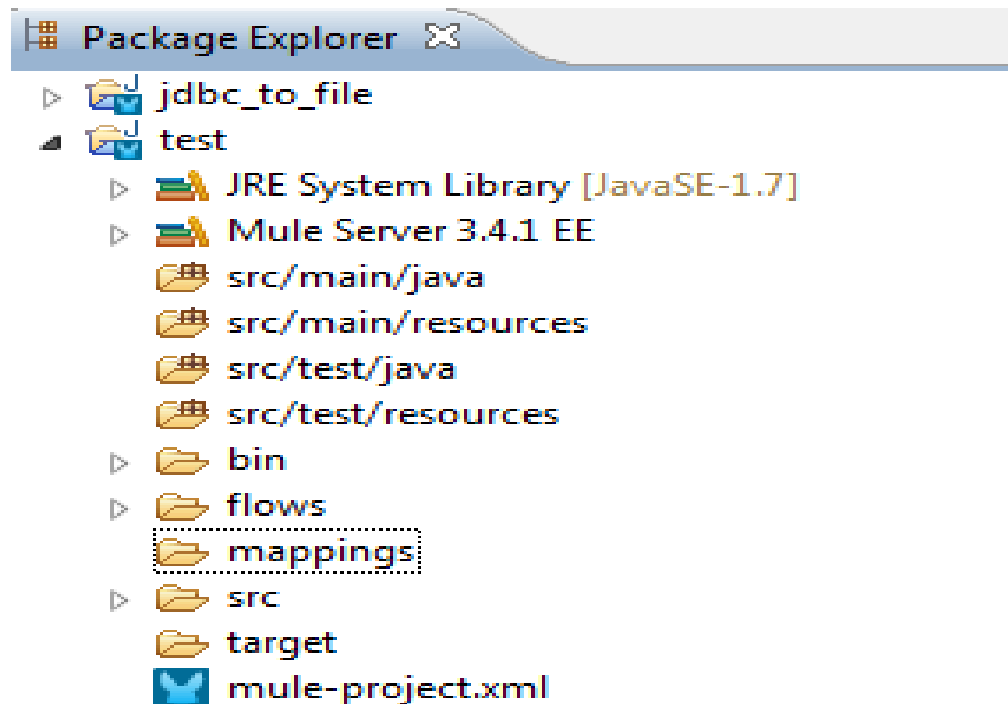 Package Explorer
jdbc_to_file
test
JRE System Library [JavaSE-1.7]
Mule Server 3.4.1 EE
src/main/java
src/main/resources
src/test/java
src/test/resources
bin
flows
mappings
src
target
mule-project.xml